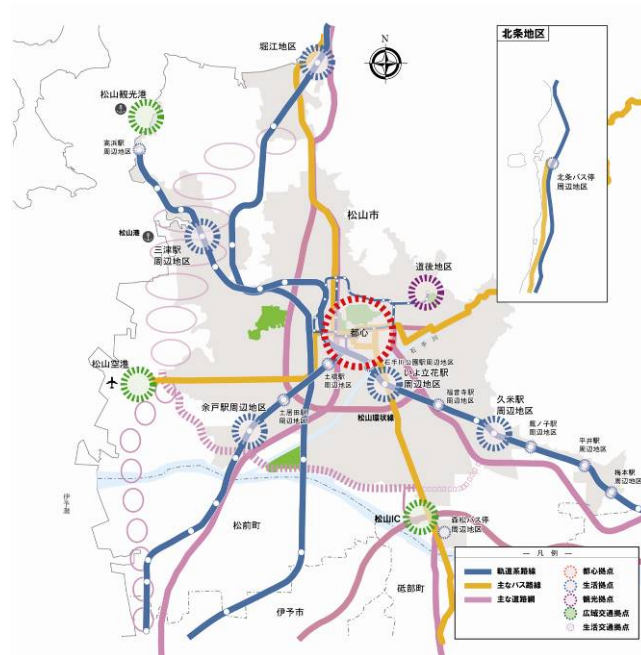 北条地区
堀江地区
N
松山観光港
高浜駅
周辺地区
北条バス停
周辺地区
松山市
松山港
三津駅
周辺地区
道後地区
都心
石手川
松山空港
石手川公園駅周辺地区
いよ立花駅
周辺地区
土橋駅
周辺地区
福音寺駅
周辺地区
久米駅
周辺地区
余戸駅周辺地区
土居田駅
周辺地区
松山環状線
鷹ノ子駅
周辺地区
平井駅
周辺地区
梅本駅
周辺地区
伊予灘
松前町
松山IC
森松バス停
周辺地区
砥部町
伊予市
凡 例
軌道系路線
主なバス路線
主な道路網
都心拠点
生活拠点
観光拠点
広域交通拠点
生活交通拠点